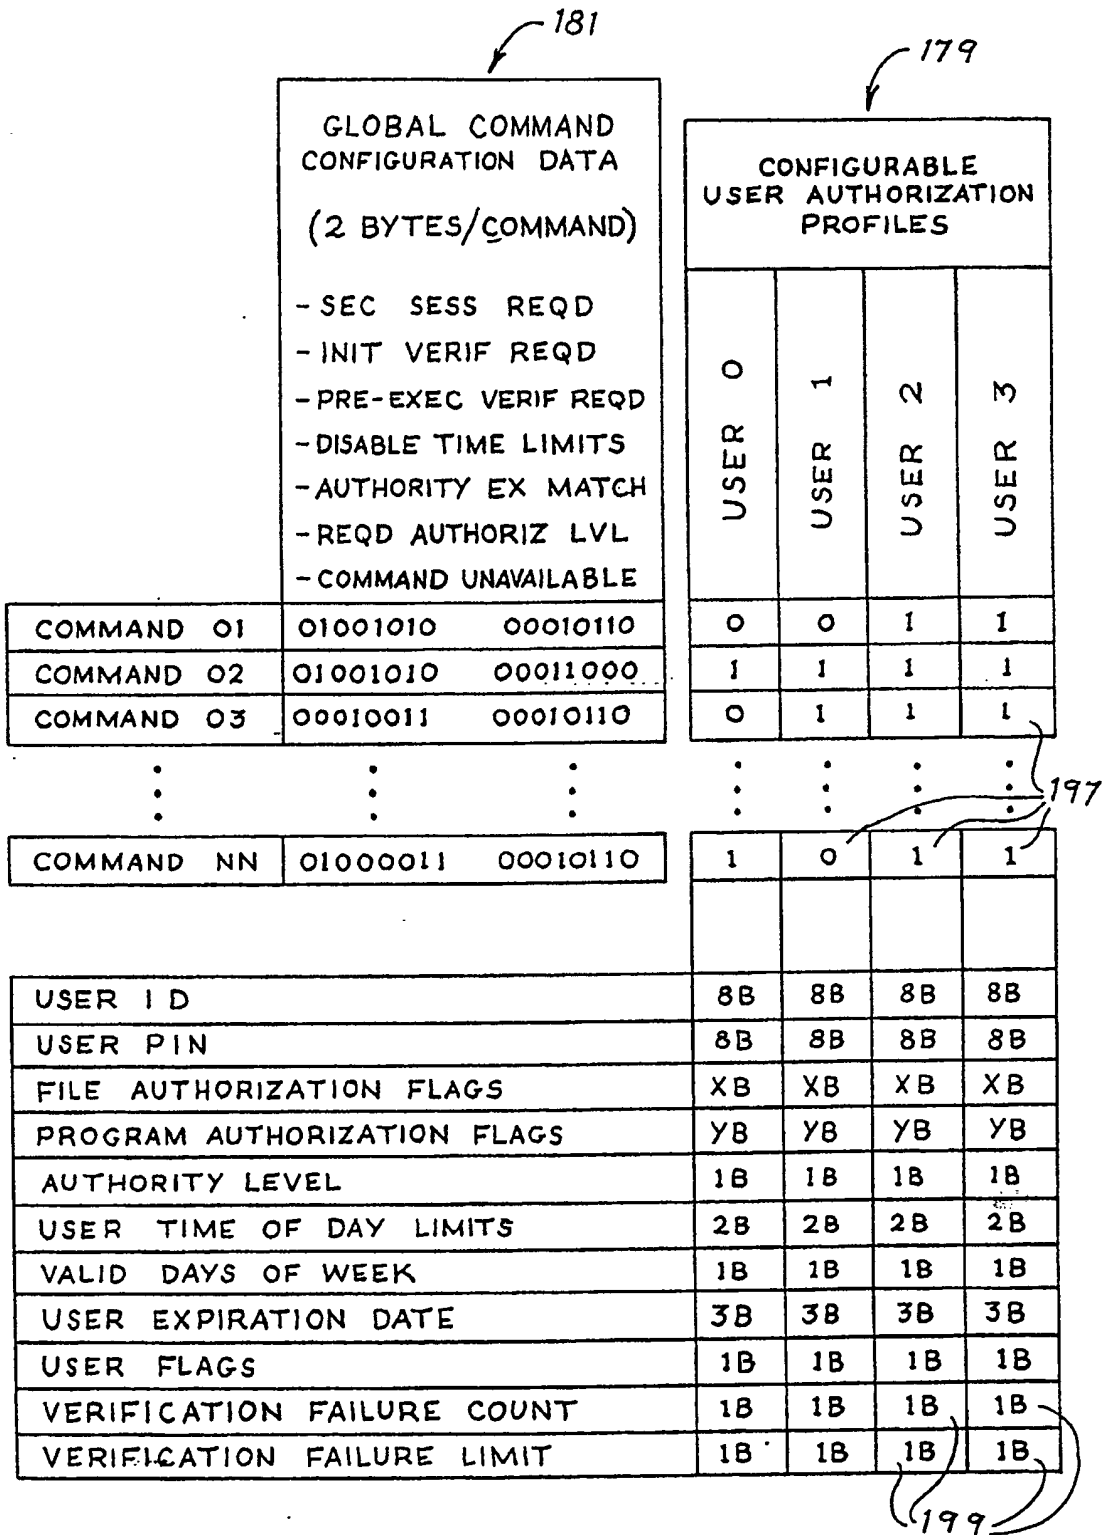 181
179
GLOBAL COMMAND
CONFIGURATION DATA
(2 BYTES/COMMAND)
- SEC SESS REQD
- INIT VERIF REQD
- PRE-EXEC VERIF REQD
- DISABLE TIME LIMITS
- AUTHORITY EX MATCH
- REQD AUTHORIZ LVL
- COMMAND UNAVAILABLE
CONFIGURABLE
USER AUTHORIZATION
PROFILES
USER 0
USER 1
USER 2
USER 3
COMMAND 01 01001010 00010110 0 0 1 1
COMMAND 02 01001010 00011000 1 1 1 1
COMMAND 03 00010011 00010110 0 1 1 1
197
COMMAND NN 01000011 00010110 1 0 1 1
USER ID 8B 8B 8B 8B
USER PIN 8B 8B 8B 8B
FILE AUTHORIZATION FLAGS XB XB XB XB
PROGRAM AUTHORIZATION FLAGS YB YB YB YB
AUTHORITY LEVEL 1B 1B 1B 1B
USER TIME OF DAY LIMITS 2B 2B 2B 2B
VALID DAYS OF WEEK 1B 1B 1B 1B
USER EXPIRATION DATE 3B 3B 3B 3B
USER FLAGS 1B 1B 1B 1B
VERIFICATION FAILURE COUNT 1B 1B 1B 1B
VERIFICATION FAILURE LIMIT 1B 1B 1B 1B
199